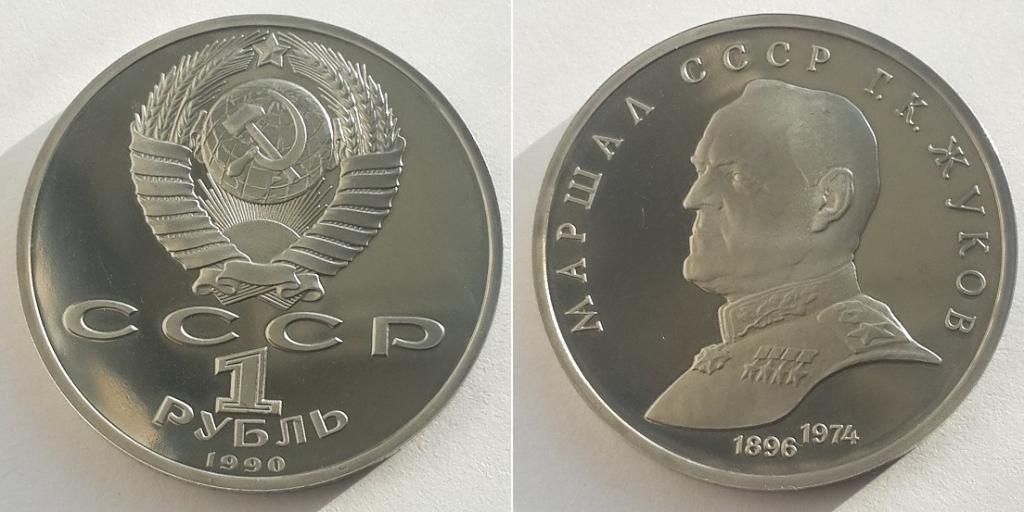 СССР
1
РУБЛЬ
1990
МАРШАЛ СССР Г.К. ЖУКОВ
1896 1974